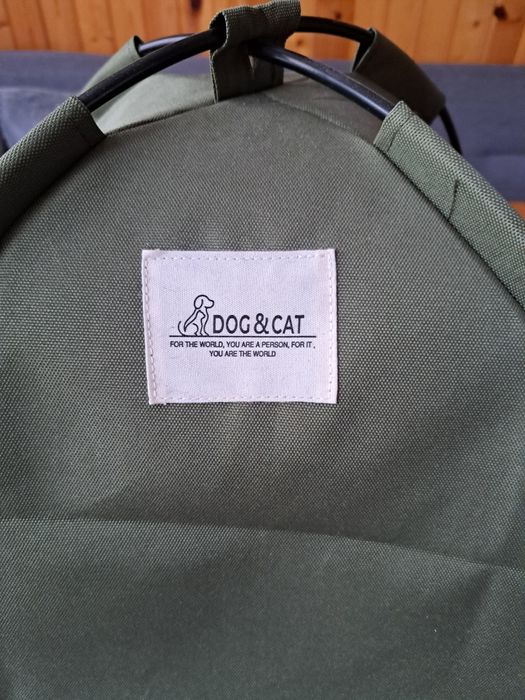 DOG & CAT
FOR THE WORLD, YOU ARE A PERSON, FOR IT ,
YOU ARE THE WORLD